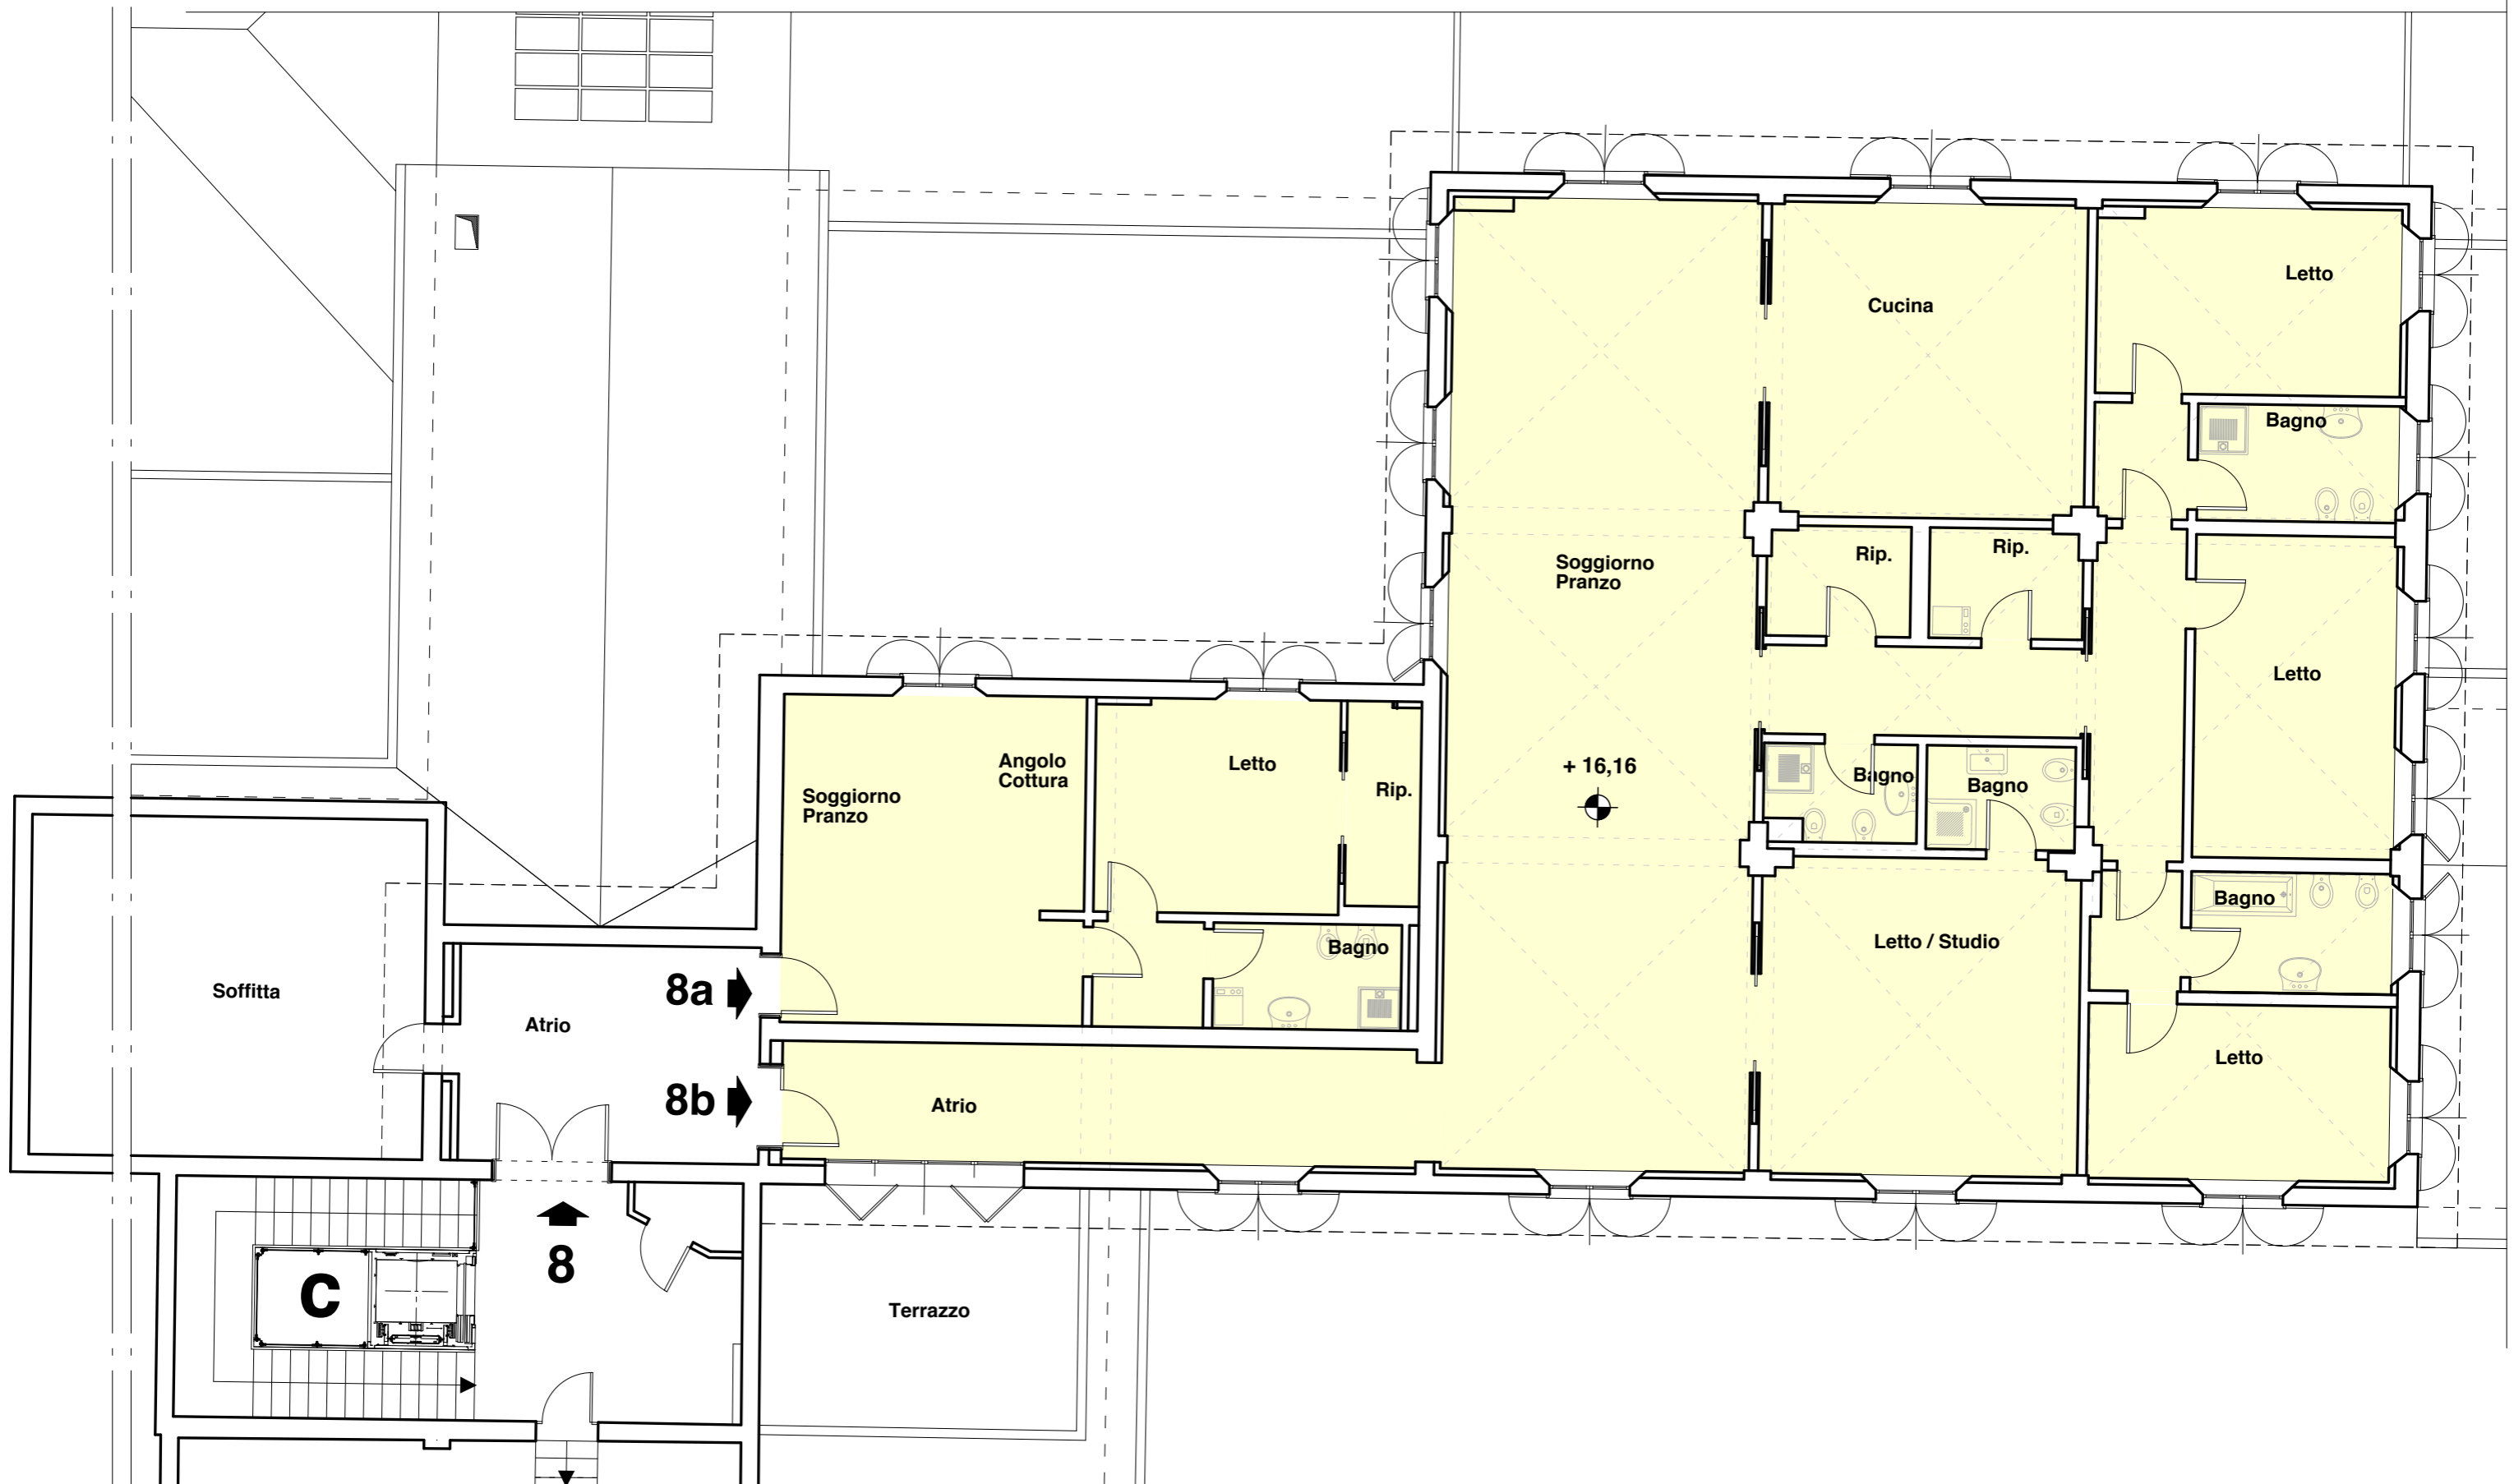 Letto
Cucina
Bagno
Rip.
Rip.
Soggiorno
Pranzo
Letto
+ 16,16
Angolo
Cottura
Letto
Rip.
Soggiorno
Pranzo
Bagno
Bagno
Bagno
Letto / Studio
Bagno
Soffitta
8a
Atrio
Letto
8b
Atrio
8
C
Terrazzo